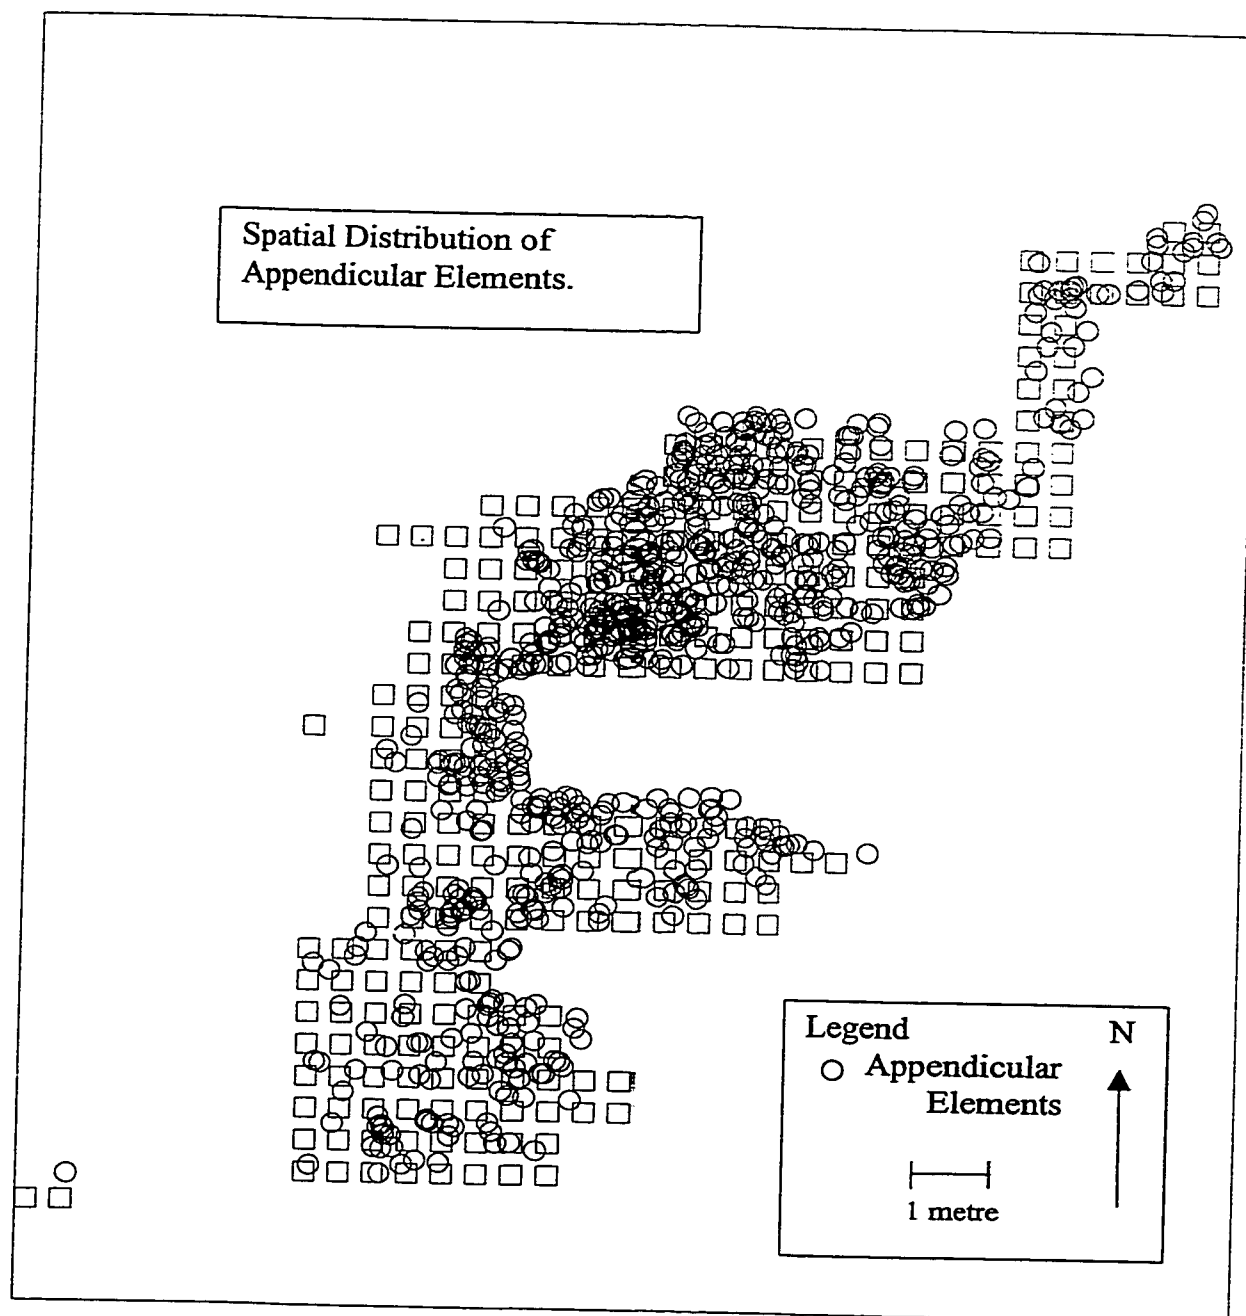 Spatial Distribution of
Appendicular Elements.
Legend
N
Appendicular
Elements
1 metre